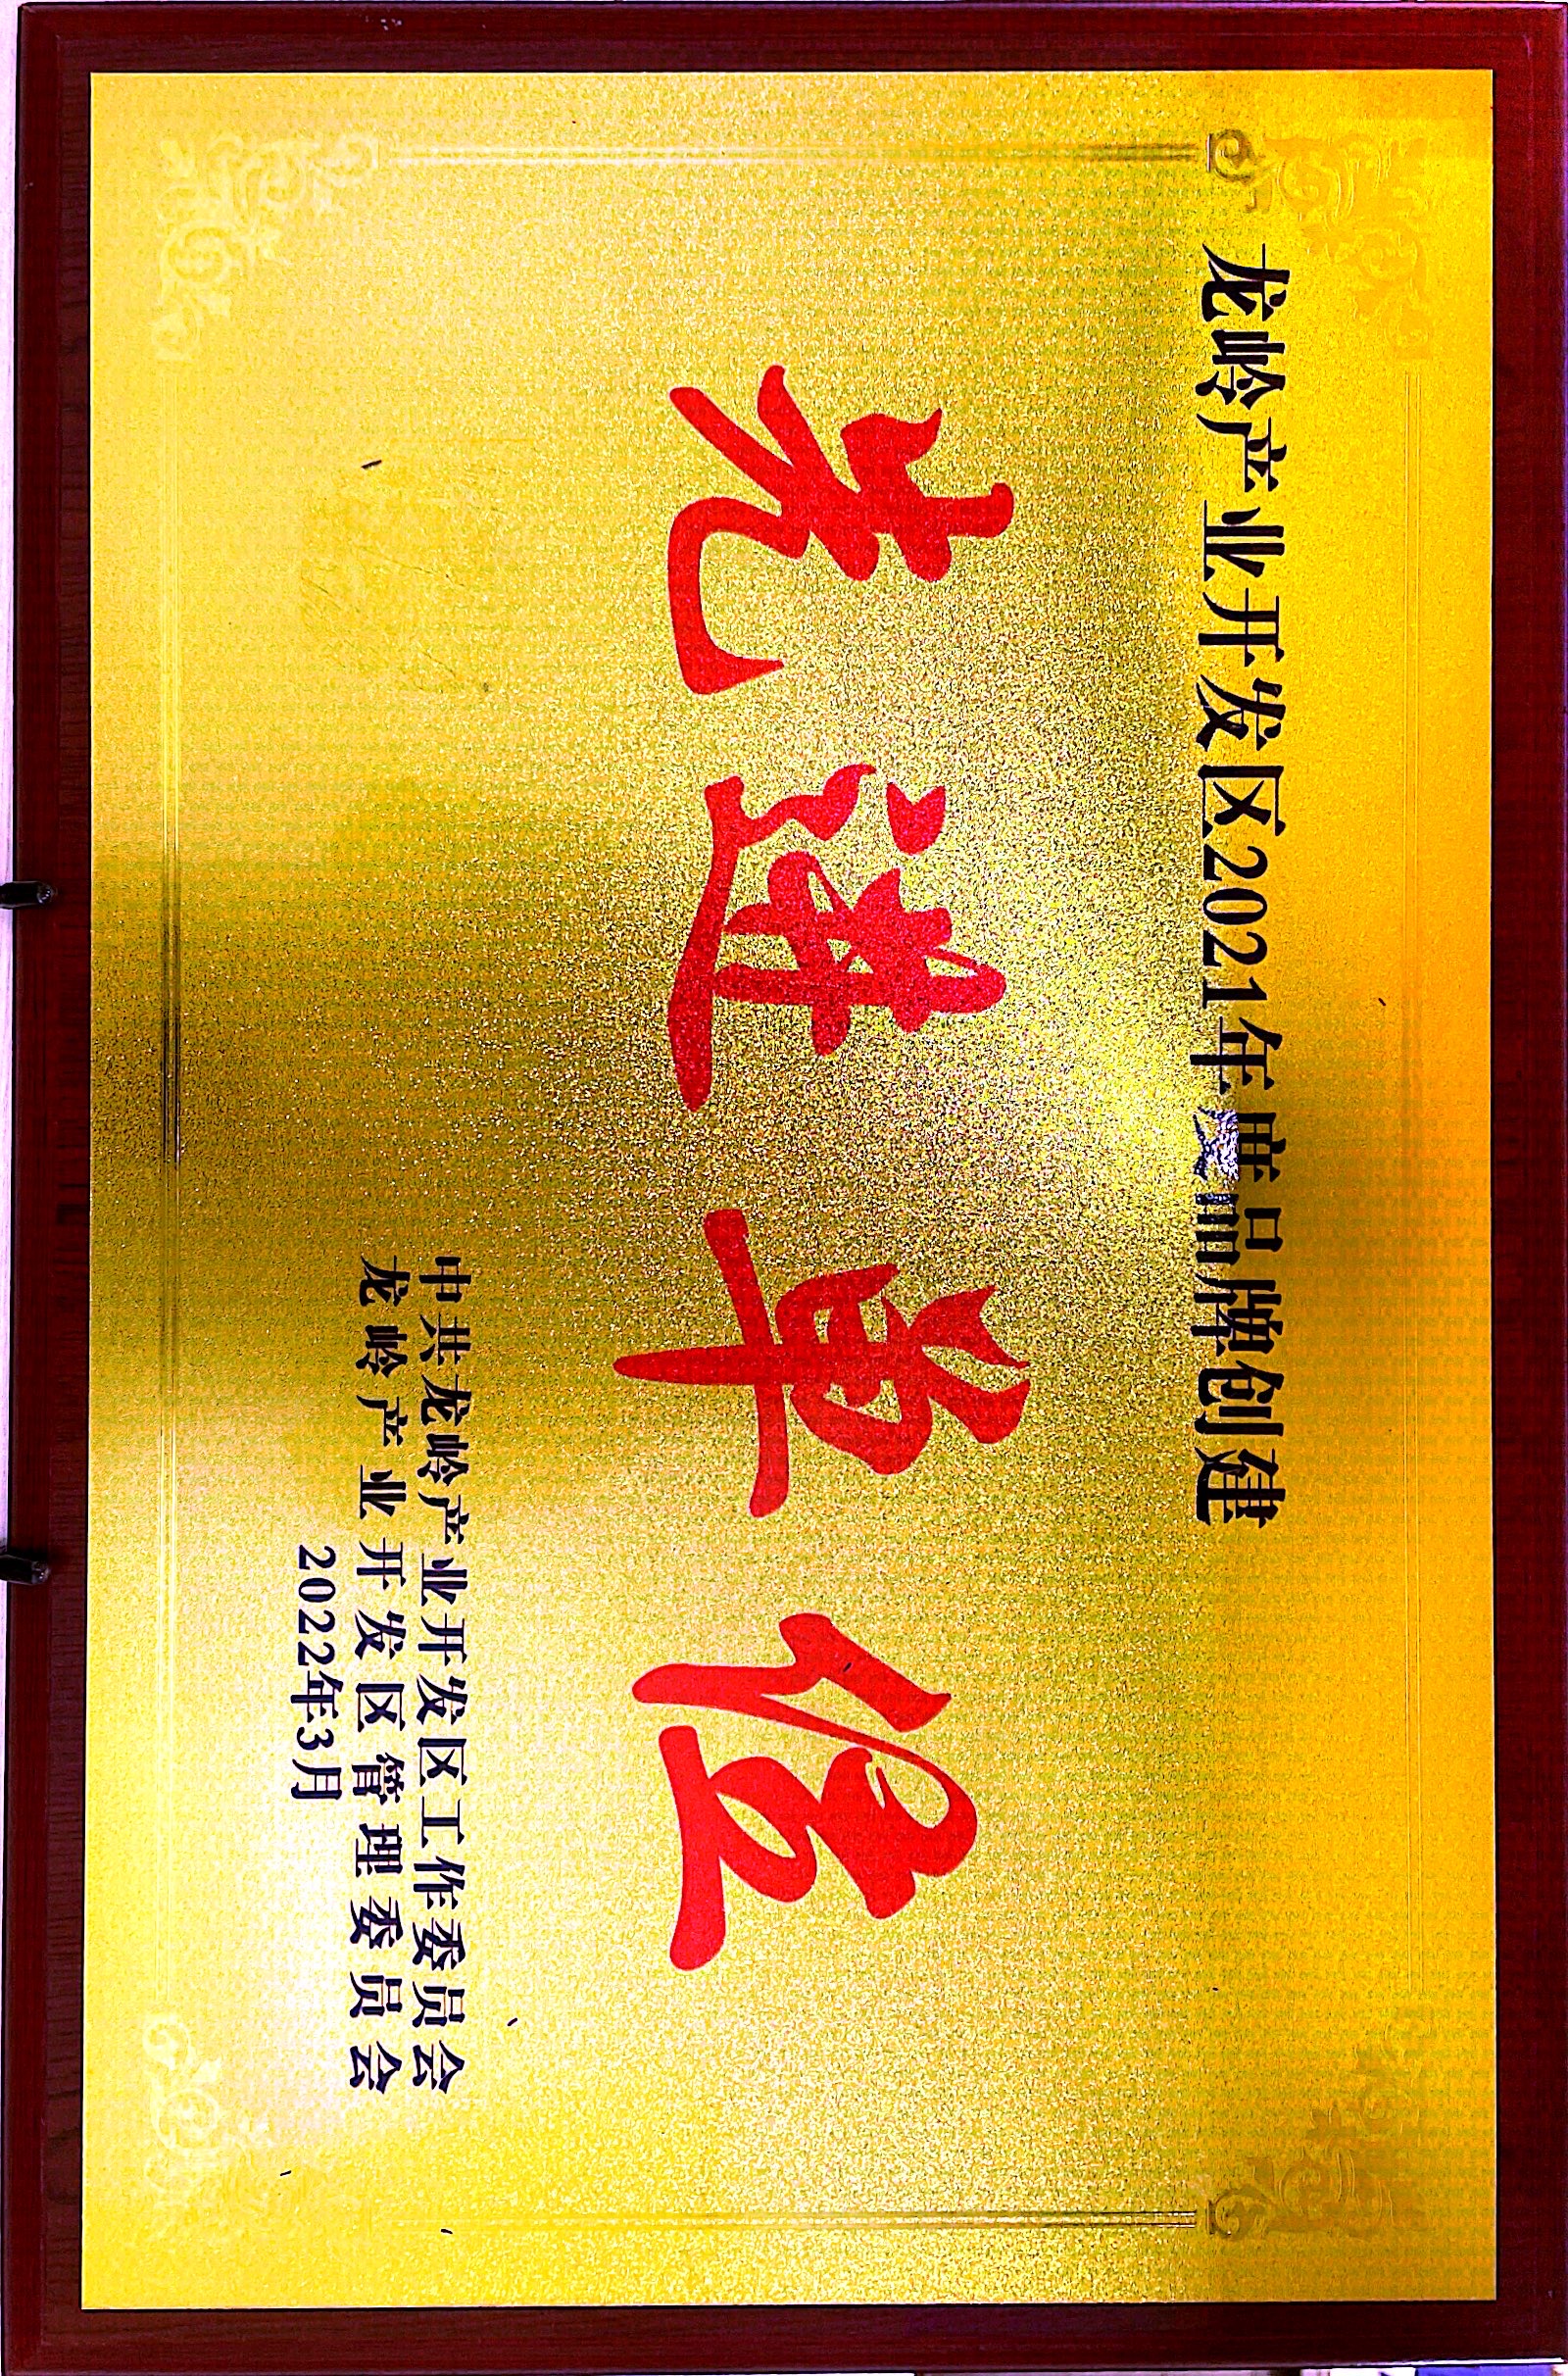 龙岭产业开发区2021年度品牌创建
先进单位
中共龙岭产业开发区工作委员会
龙岭产业开发区管理委员会
2022年3月